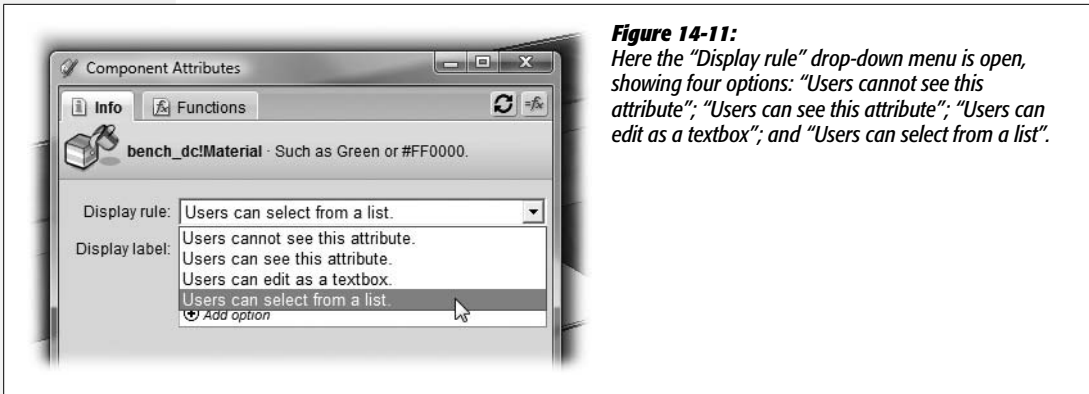 Component Attributes
Info
Functions
=fx
bench_dc!Material · Such as Green or #FF0000.
Display rule: Users can select from a list.
Users cannot see this attribute.
Display label:
Users can see this attribute.
Users can edit as a textbox.
Users can select from a list.
Add option
Figure 14-11:
Here the “Display rule” drop-down menu is open,
showing four options: “Users cannot see this
attribute”; “Users can see this attribute”; “Users can
edit as a textbox”; and “Users can select from a list”.